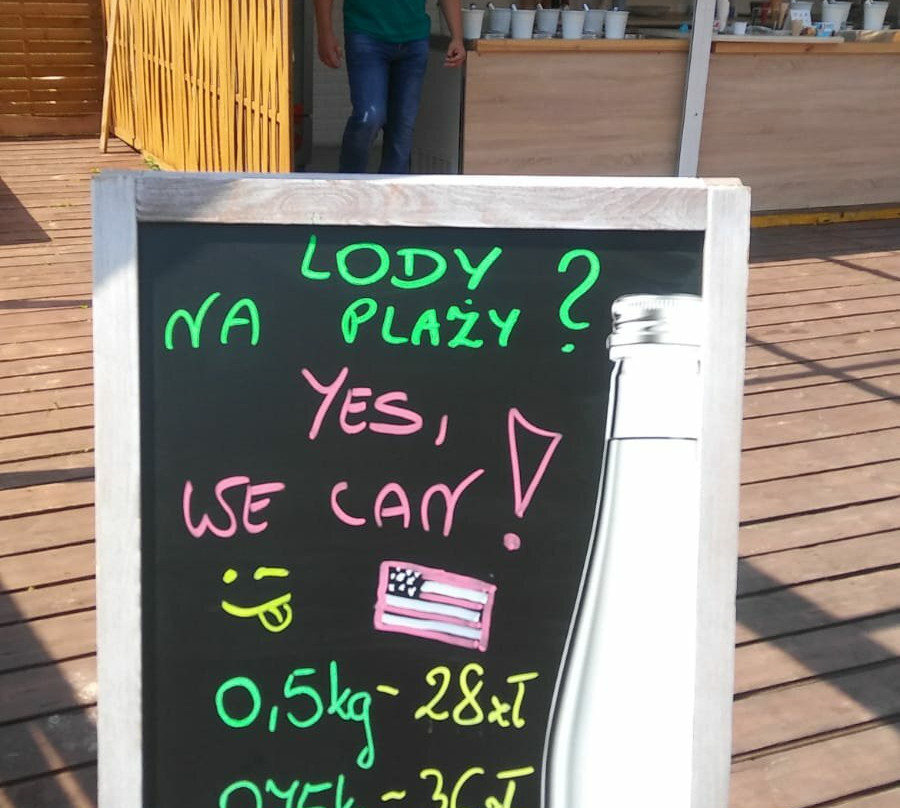 LODY
NA PLAŻY ?
YES,
WE CAN !
0,5kg - 28zł